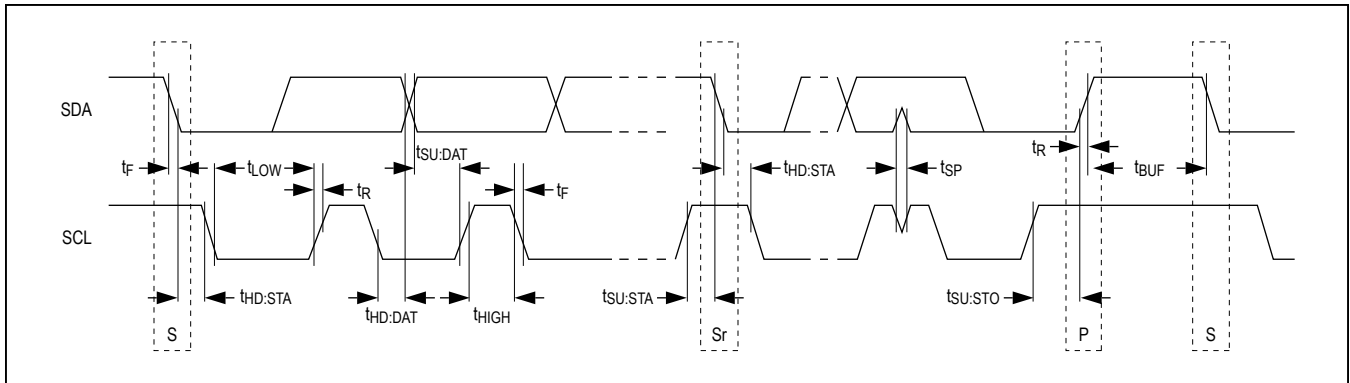 SDA
tSU:DAT
tF
tLOW
tR
tF
tHD:STA
tSP
tR
tBUF
SCL
tHD:STA
tHD:DAT
tHIGH
tSU:STA
tSU:STO
S
Sr
P
S